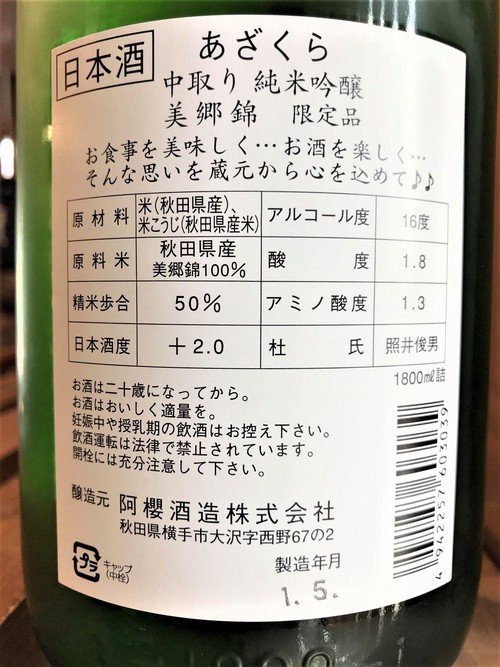 日本酒
あざくら
中取り 純米吟醸
美郷錦 限定品
お食事を美味しく…お酒を楽しく…
そんな思いを蔵元から心を込めて♪♪
原材料 米(秋田県産)、米こうじ(秋田県産米) アルコール度 16度
原料米 秋田県産美郷錦100% 酸度 1.8
精米歩合 50% アミノ酸度 1.3
日本酒度 +2.0 杜氏 照井俊男
1800㎖詰
お酒は二十歳になってから。
お酒はおいしく適量を。
妊娠中や授乳期の飲酒はお控え下さい。
飲酒運転は法律で禁止されています。
開栓には充分注意して下さい。
醸造元 阿櫻酒造株式会社
秋田県横手市大沢字西野67の2
プラ キャップ(中栓)
製造年月
1. 5.
4 942257 603039